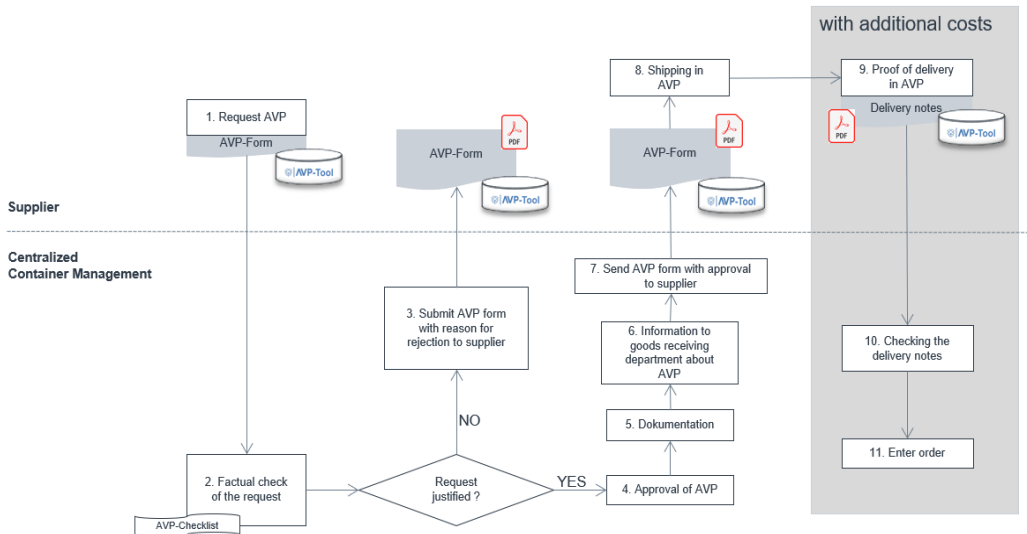 with additional costs
8. Shipping in
AVP
9. Proof of delivery
in AVP
Delivery notes
PDF
AVP-Tool
1. Request AVP
AVP-Form
AVP-Tool
AVP-Form
PDF
AVP-Tool
AVP-Form
PDF
AVP-Tool
Supplier
Centralized
Container Management
7. Send AVP form with approval
to supplier
3. Submit AVP form
with reason for
rejection to supplier
6. Information to
goods receiving
department about
AVP
10. Checking the
delivery notes
NO
5. Dokumentation
11. Enter order
2. Factual check
of the request
AVP-Checklist
Request
justified ?
YES
4. Approval of AVP